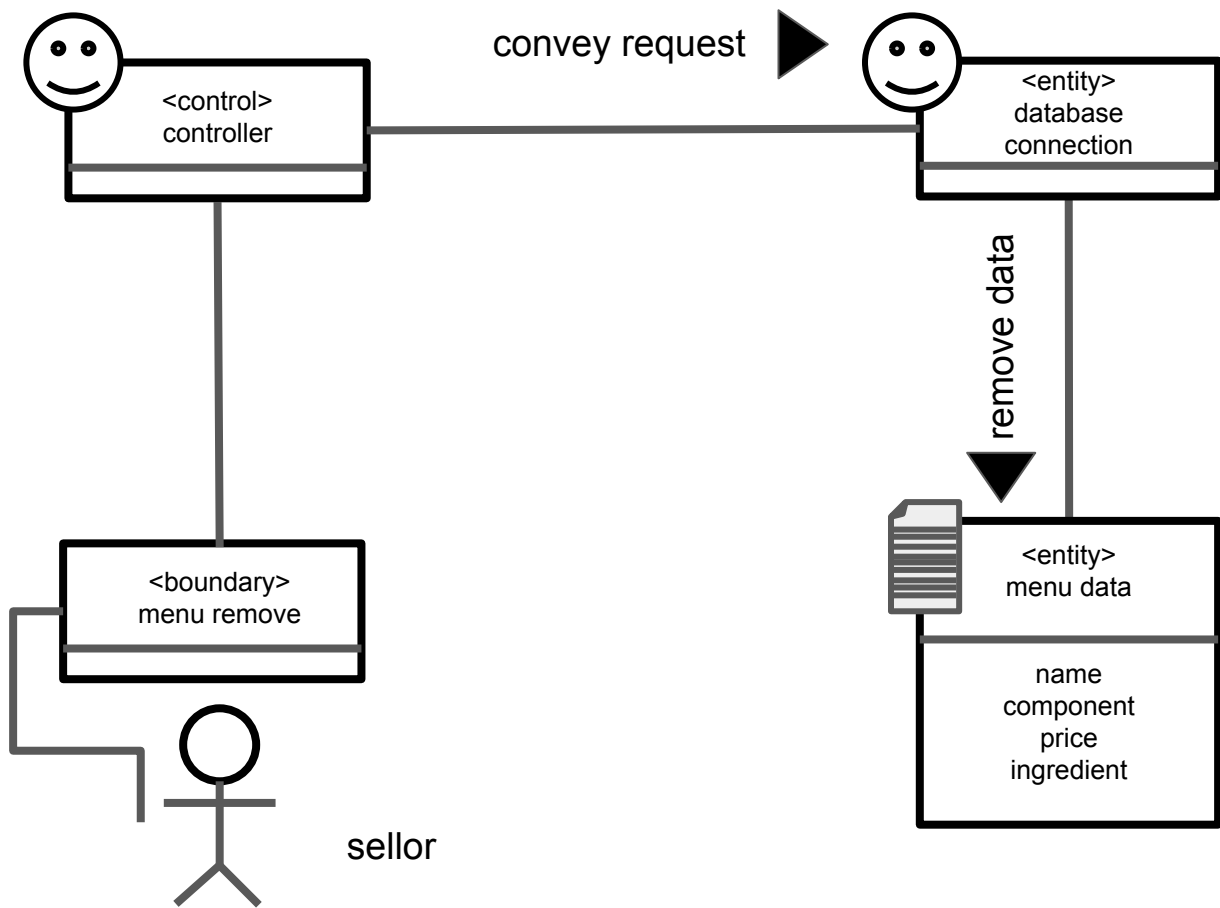 convey request
<control>
controller
<entity>
database
connection
remove data
<boundary>
menu remove
<entity>
menu data
name
component
price
ingredient
sellor